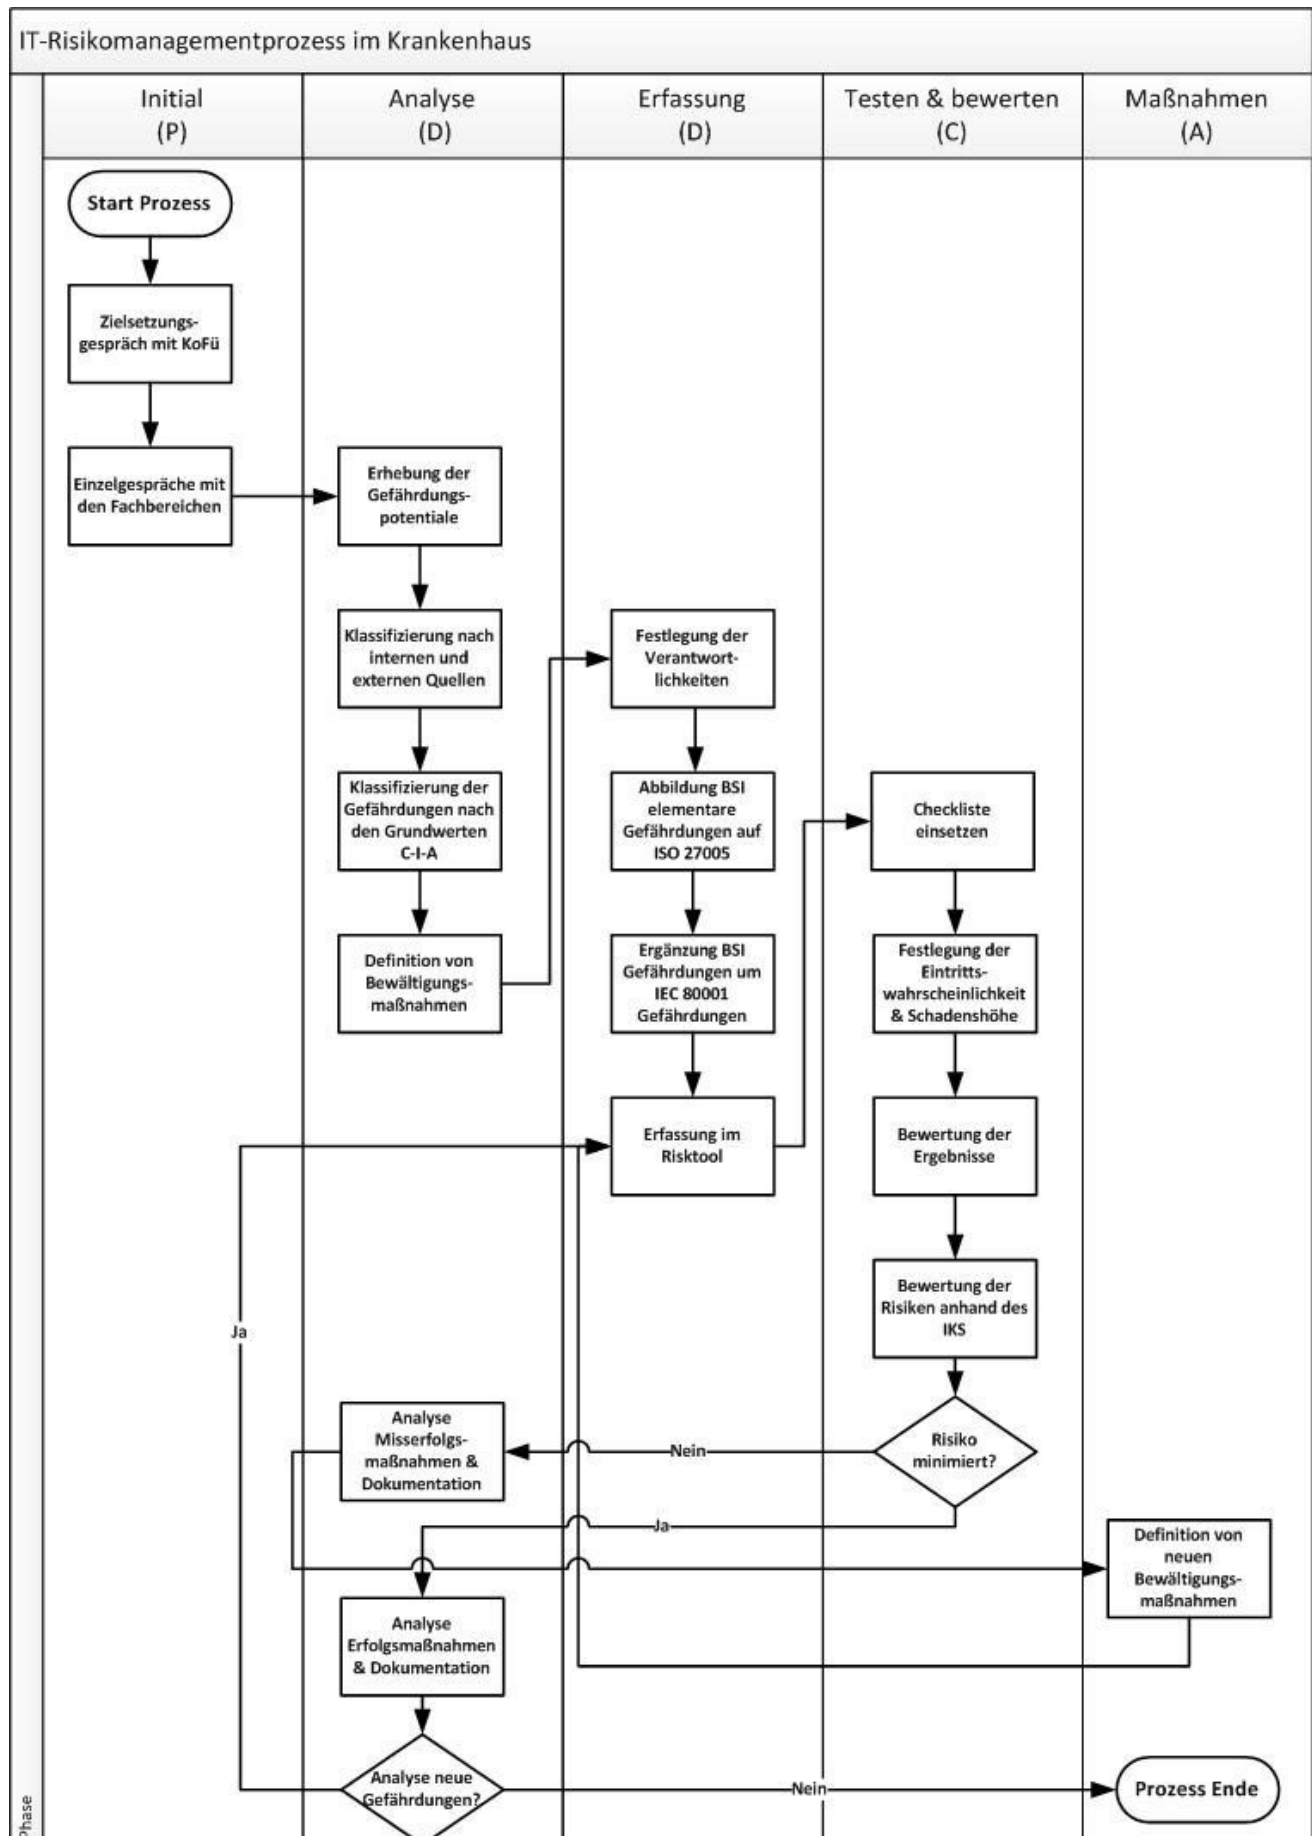 IT-Risikomanagementprozess im Krankenhaus
Initial
(P)
Analyse
(D)
Erfassung
(D)
Testen & bewerten
(C)
Maßnahmen
(A)
Start Prozess
Zielsetzungs-
gespräch mit KoFü
Einzelgespräche mit
den Fachbereichen
Erhebung der
Gefährdungs-
potentiale
Klassifizierung nach
internen und
externen Quellen
Klassifizierung der
Gefährdungen nach
den Grundwerten
C-I-A
Definition von
Bewältigungs-
maßnahmen
Festlegung der
Verantwort-
lichkeiten
Abbildung BSI
elementare
Gefährdungen auf
ISO 27005
Ergänzung BSI
Gefährdungen um
IEC 80001
Gefährdungen
Erfassung im
Risktool
Checkliste
einsetzen
Festlegung der
Eintritts-
wahrscheinlichkeit
& Schadenshöhe
Bewertung der
Ergebnisse
Bewertung der
Risiken anhand des
IKS
Risiko
minimiert?
Nein
Ja
Analyse
Misserfolgs-
maßnahmen &
Dokumentation
Definition von
neuen
Bewältigungs-
maßnahmen
Analyse
Erfolgsmaßnahmen
& Dokumentation
Analyse neue
Gefährdungen?
Ja
Nein
Prozess Ende
Phase